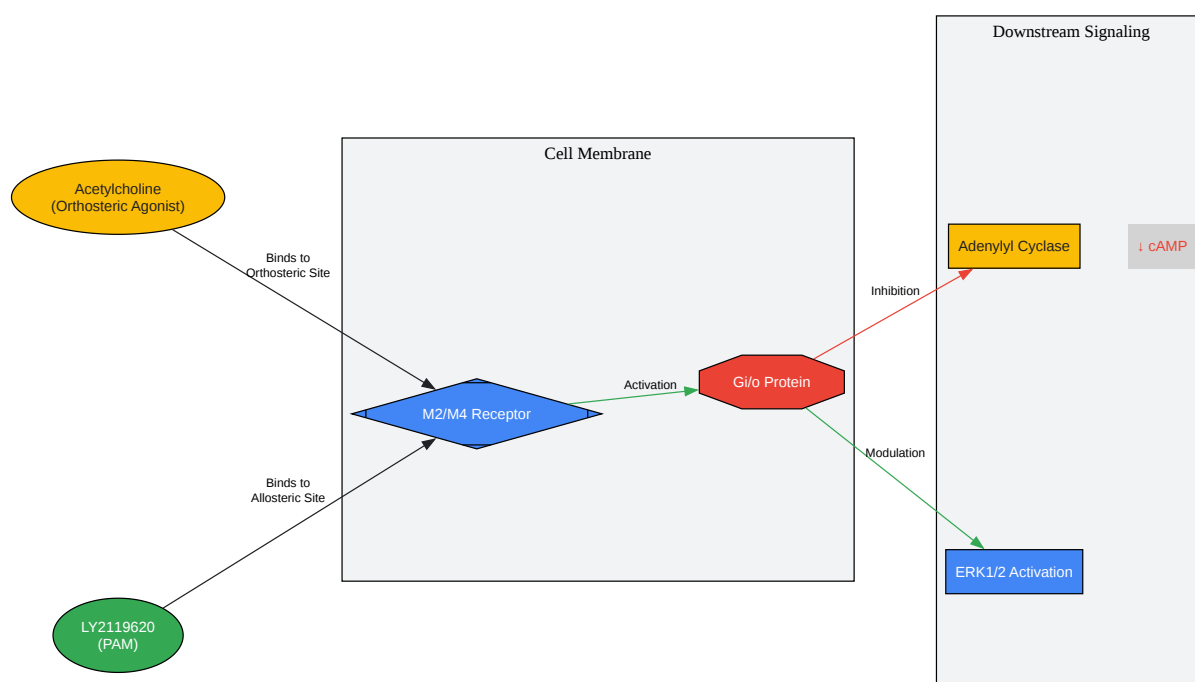 Downstream Signaling
Cell Membrane
Acetylcholine
(Orthosteric Agonist)
Binds to
Orthosteric Site
Adenylyl Cyclase
↓ cAMP
Inhibition
Gi/o Protein
Activation
M2/M4 Receptor
Modulation
Binds to
Allosteric Site
ERK1/2 Activation
LY2119620
(PAM)